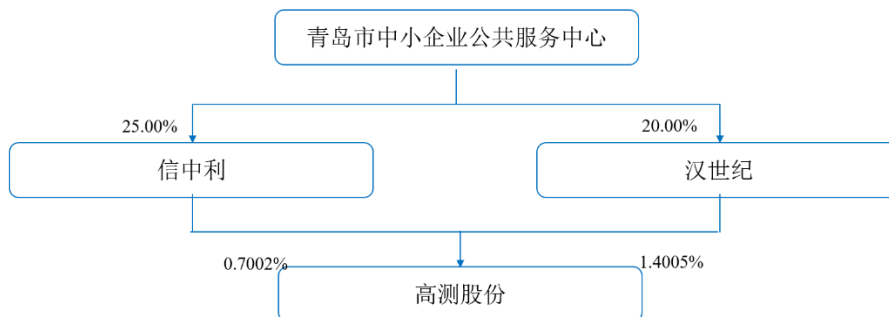 青岛市中小企业公共服务中心
25.00%
20.00%
信中利
汉世纪
0.7002%
1.4005%
高测股份